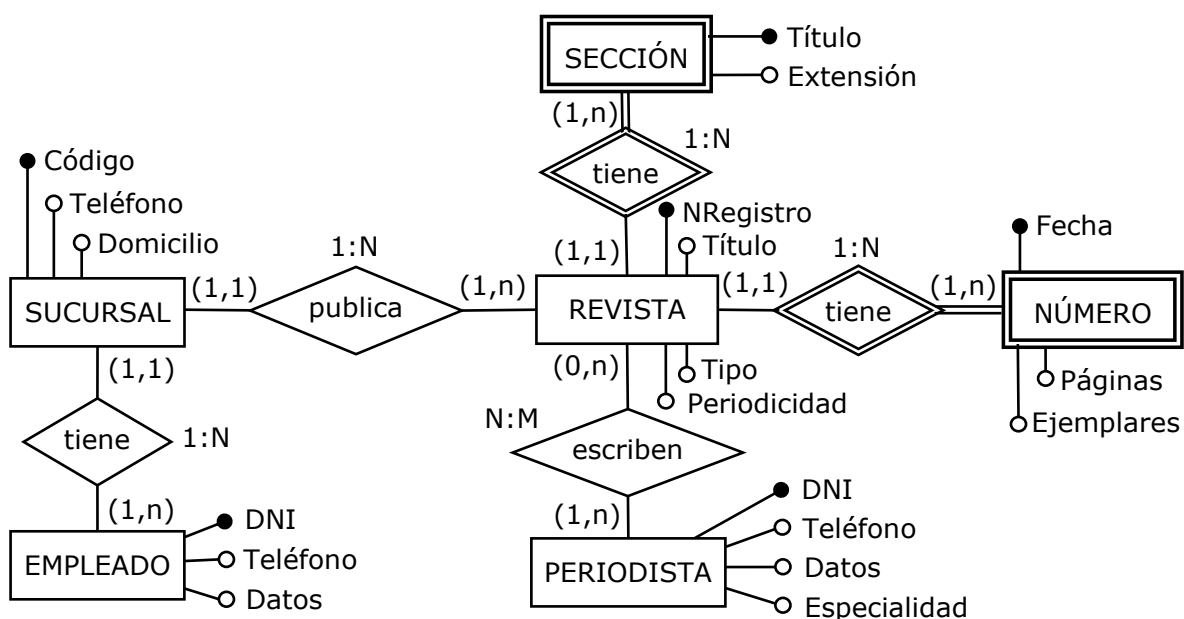 SECCIÓN
Título
Extensión
(1,n)
1:N
tiene
Código
Teléfono
Domicilio
NRegistro
Título
(1,1)
1:N
Fecha
SUCURSAL
(1,1)
1:N
publica
(1,n)
REVISTA
(1,1)
tiene
(1,n)
NÚMERO
(1,1)
(0,n)
Tipo
Periodicidad
Páginas
Ejemplares
tiene
1:N
N:M
escriben
(1,n)
EMPLEADO
DNI
Teléfono
Datos
(1,n)
PERIODISTA
DNI
Teléfono
Datos
Especialidad